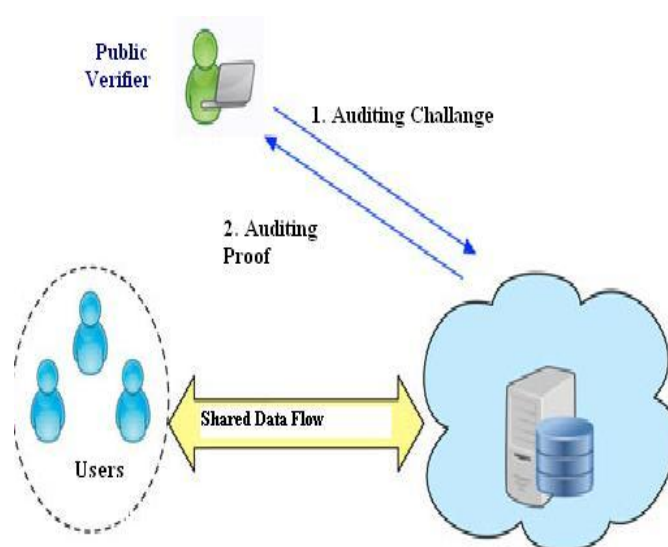 Public
Verifier
1. Auditing Challange
2. Auditing
Proof
Shared Data Flow
Users